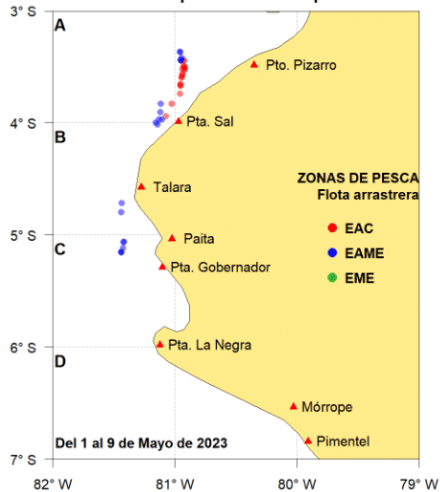 3° S
A
Pto. Pizarro
4° S
Pta. Sal
B
ZONAS DE PESCA
Flota arrastrera
Talara
EAC
5° S
Paita
EAME
C
Pta. Gobernador
EME
6° S
Pta. La Negra
D
Mórrope
Del 1 al 9 de Mayo de 2023
Pimentel
7° S
82° W
81° W
80° W
79° W